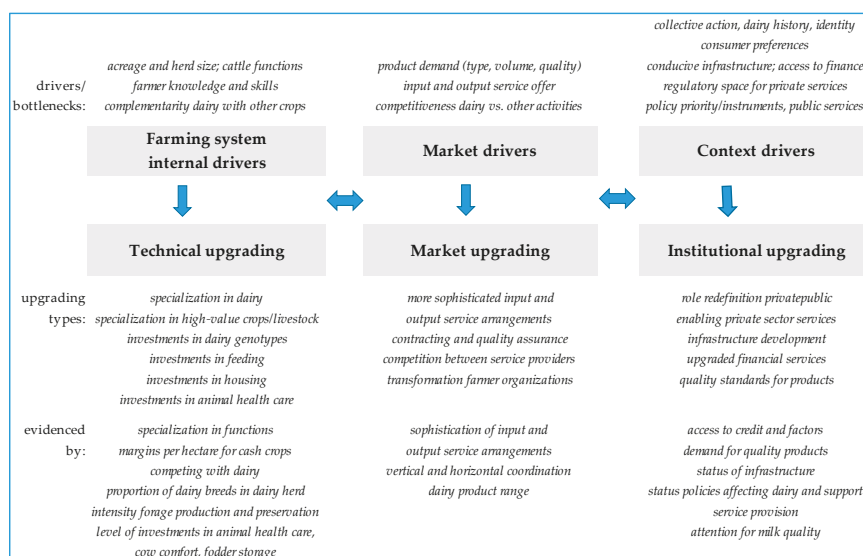 drivers/
bottlenecks:
acreage and herd size; cattle functions
farmer knowledge and skills
complementarity dairy with other crops
product demand (type, volume, quality)
input and output service offer
competitiveness dairy vs. other activities
collective action, dairy history, identity
consumer preferences
conducive infrastructure; access to finance
regulatory space for private services
policy priority/instruments, public services
Farming system
internal drivers
Market drivers
Context drivers
Technical upgrading
Market upgrading
Institutional upgrading
upgrading
types:
specialization in dairy
specialization in high-value crops/livestock
investments in dairy genotypes
investments in feeding
investments in housing
investments in animal health care
more sophisticated input and
output service arrangements
contracting and quality assurance
competition between service providers
transformation farmer organizations
role redefinition privatepublic
enabling private sector services
infrastructure development
upgraded financial services
quality standards for products
evidenced
by:
specialization in functions
margins per hectare for cash crops
competing with dairy
proportion of dairy breeds in dairy herd
intensity forage production and preservation
level of investments in animal health care,
cow comfort, fodder storage
sophistication of input and
output service arrangements
vertical and horizontal coordination
dairy product range
access to credit and factors
demand for quality products
status of infrastructure
status policies affecting dairy and support
service provision
attention for milk quality